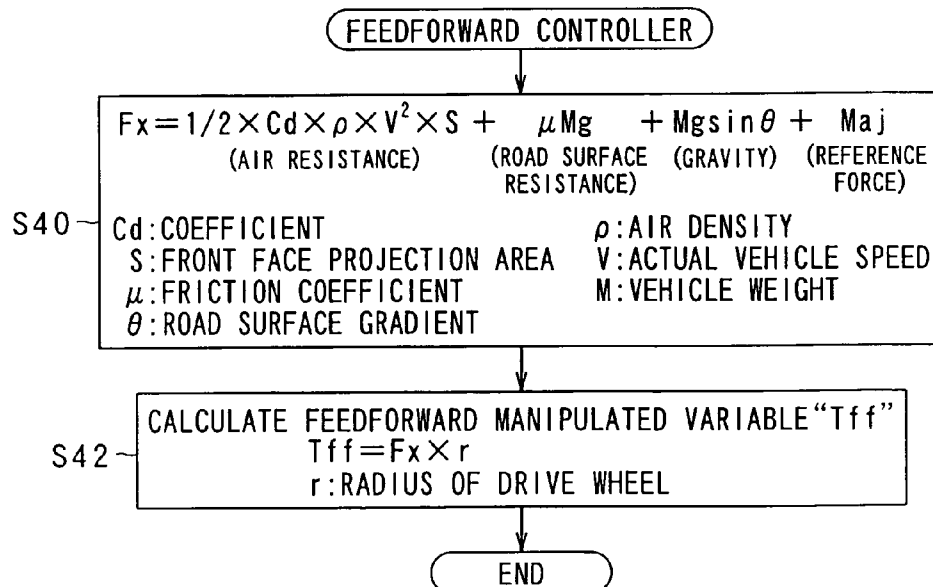 FEEDFORWARD CONTROLLER
Fx=1/2×Cd×ρ×V²×S + μMg + Mgsinθ + Maj
(AIR RESISTANCE) (ROAD SURFACE RESISTANCE) (GRAVITY) (REFERENCE FORCE)
S40
Cd:COEFFICIENT ρ:AIR DENSITY
S:FRONT FACE PROJECTION AREA V:ACTUAL VEHICLE SPEED
μ:FRICTION COEFFICIENT M:VEHICLE WEIGHT
θ:ROAD SURFACE GRADIENT
S42
CALCULATE FEEDFORWARD MANIPULATED VARIABLE“Tff”
Tff=Fx×r
r:RADIUS OF DRIVE WHEEL
END